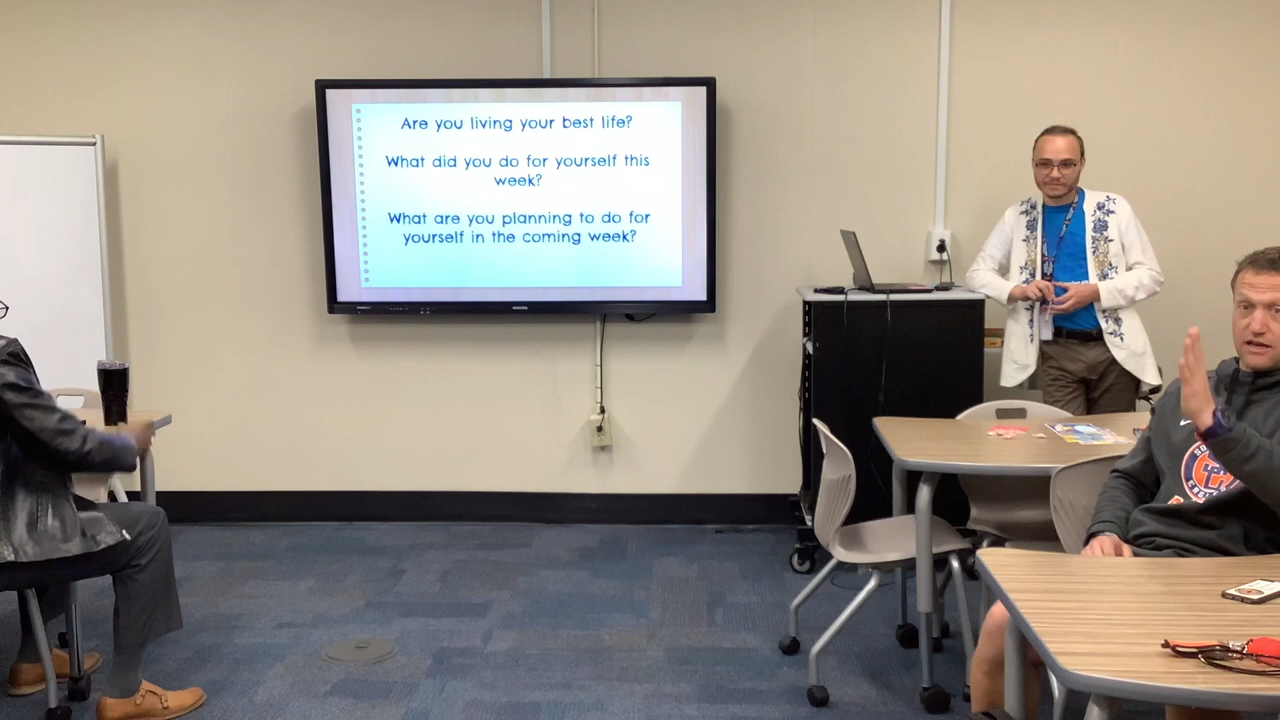 Are you living your best life?
What did you do for yourself this
week?
What are you planning to do for
yourself in the coming week?